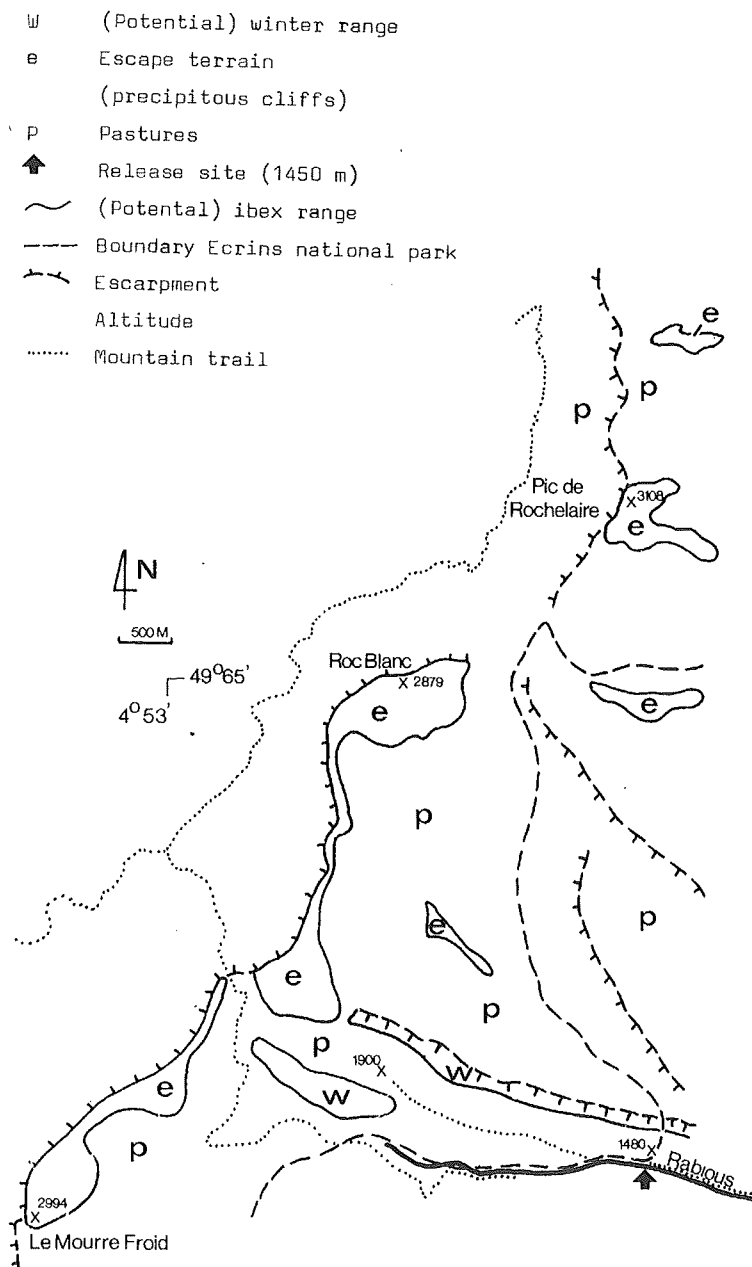 W (Potential) winter range
e Escape terrain
(precipitous cliffs)
p Pastures
Release site (1450 m)
(Potental) ibex range
Boundary Ecrins national park
Escarpment
Altitude
Mountain trail
e
p
p
Pic de
Rochelaire
x3108
e
N
500M
Roc Blanc
49° 65'
4° 53'
x 2879
e
e
p
e
p
e
p
p
1900 x
w
e
w
p
1480 x
Rabious
2994
x
Le Mourre Froid